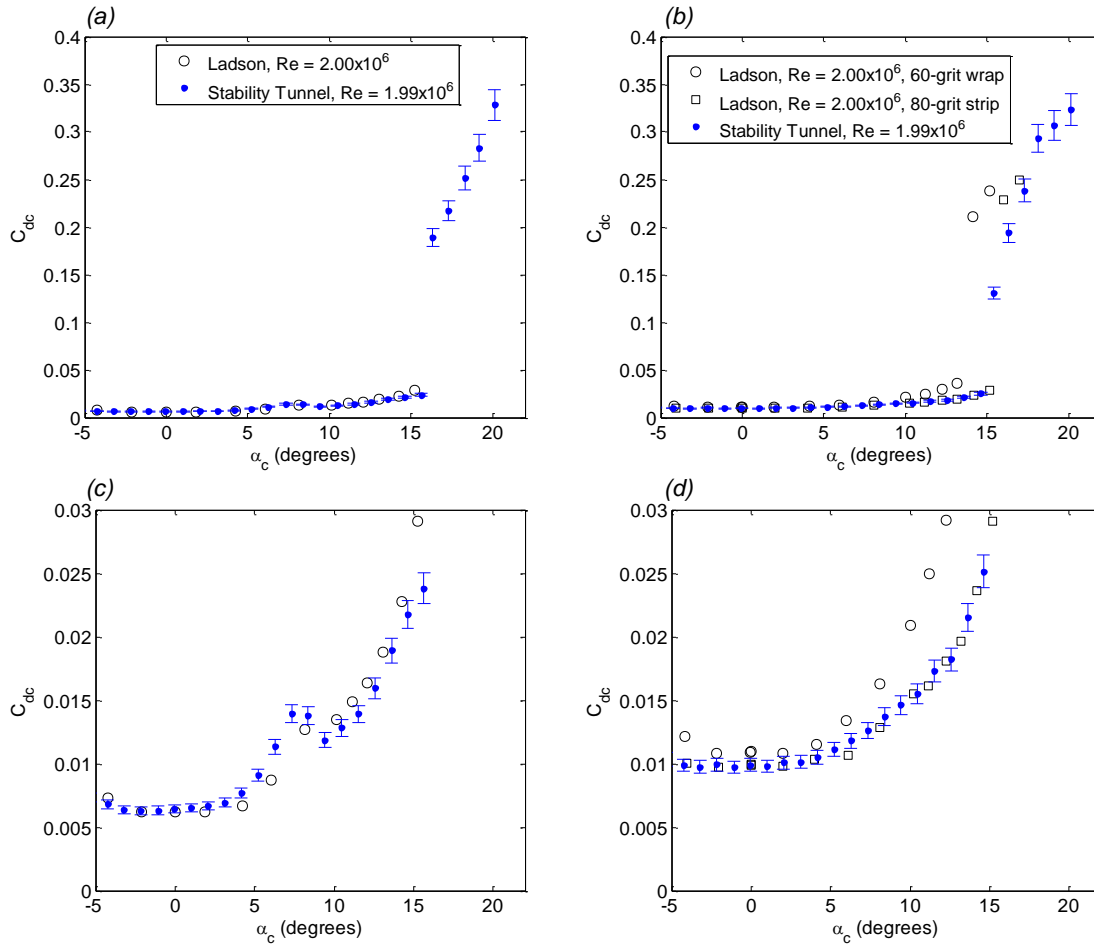 (a)
0.4
0.35
0.3
0.25
0.2
0.15
0.1
0.05
0
C_dc
-5 0 5 10 15 20
α_c (degrees)
Ladson, Re = 2.00x10^6
Stability Tunnel, Re = 1.99x10^6
(b)
0.4
0.35
0.3
0.25
0.2
0.15
0.1
0.05
0
C_dc
-5 0 5 10 15 20
α_c (degrees)
Ladson, Re = 2.00x10^6, 60-grit wrap
Ladson, Re = 2.00x10^6, 80-grit strip
Stability Tunnel, Re = 1.99x10^6
(c)
0.03
0.025
0.02
0.015
0.01
0.005
0
C_dc
-5 0 5 10 15 20
α_c (degrees)
(d)
0.03
0.025
0.02
0.015
0.01
0.005
0
C_dc
-5 0 5 10 15 20
α_c (degrees)